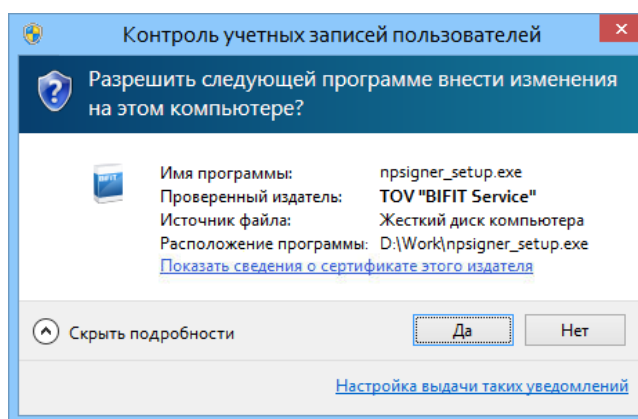 Контроль учетных записей пользователей
Разрешить следующей программе внести изменения
на этом компьютере?
BIFIT
Имя программы: npsigner_setup.exe
Проверенный издатель: TOV "BIFIT Service"
Источник файла: Жесткий диск компьютера
Расположение программы: D:\Work\npsigner_setup.exe
Показать сведения о сертификате этого издателя
Скрыть подробности Да Нет
Настройка выдачи таких уведомлений